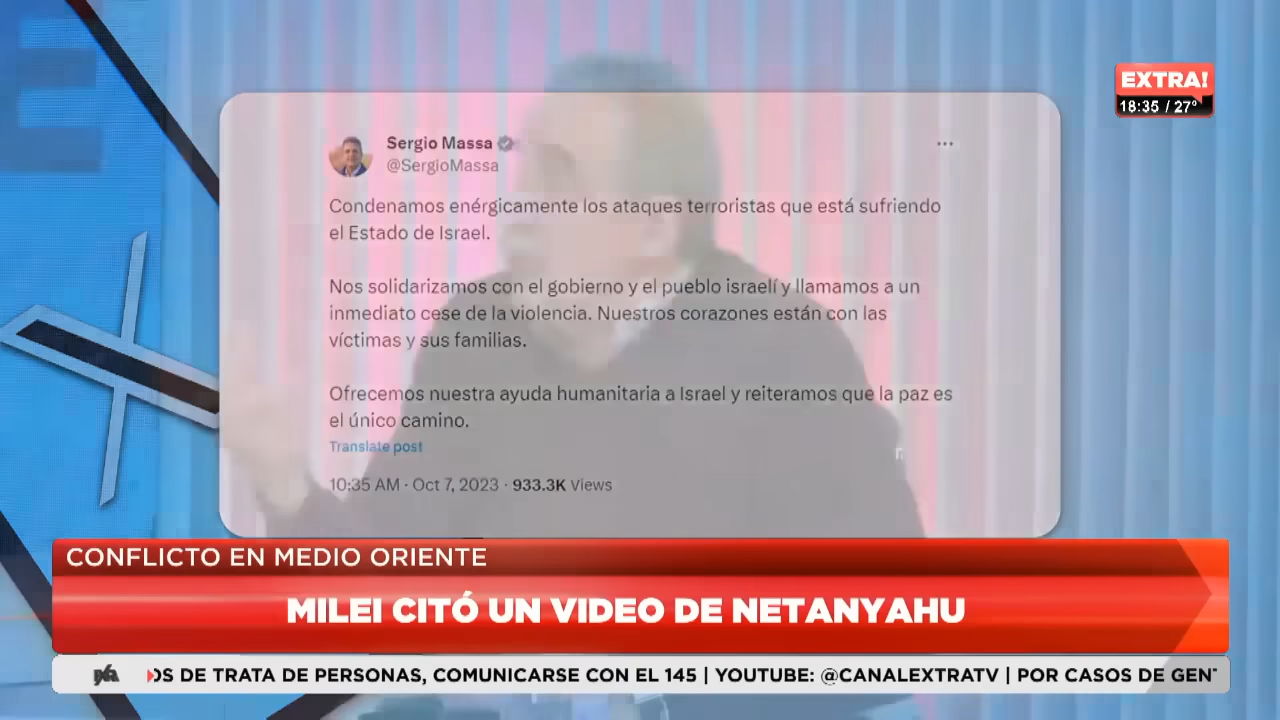 EXTRA!
18:35 / 27°
Sergio Massa
@SergioMassa
Condenamos enérgicamente los ataques terroristas que está sufriendo
el Estado de Israel.
Nos solidarizamos con el gobierno y el pueblo israelí y llamamos a un
inmediato cese de la violencia. Nuestros corazones están con las
víctimas y sus familias.
Ofrecemos nuestra ayuda humanitaria a Israel y reiteramos que la paz es
el único camino.
Translate post
10:35 AM · Oct 7, 2023 · 933.3K Views
CONFLICTO EN MEDIO ORIENTE
MILEI CITÓ UN VIDEO DE NETANYAHU
OS DE TRATA DE PERSONAS, COMUNICARSE CON EL 145 | YOUTUBE: @CANALEXTRATV | POR CASOS DE GEN